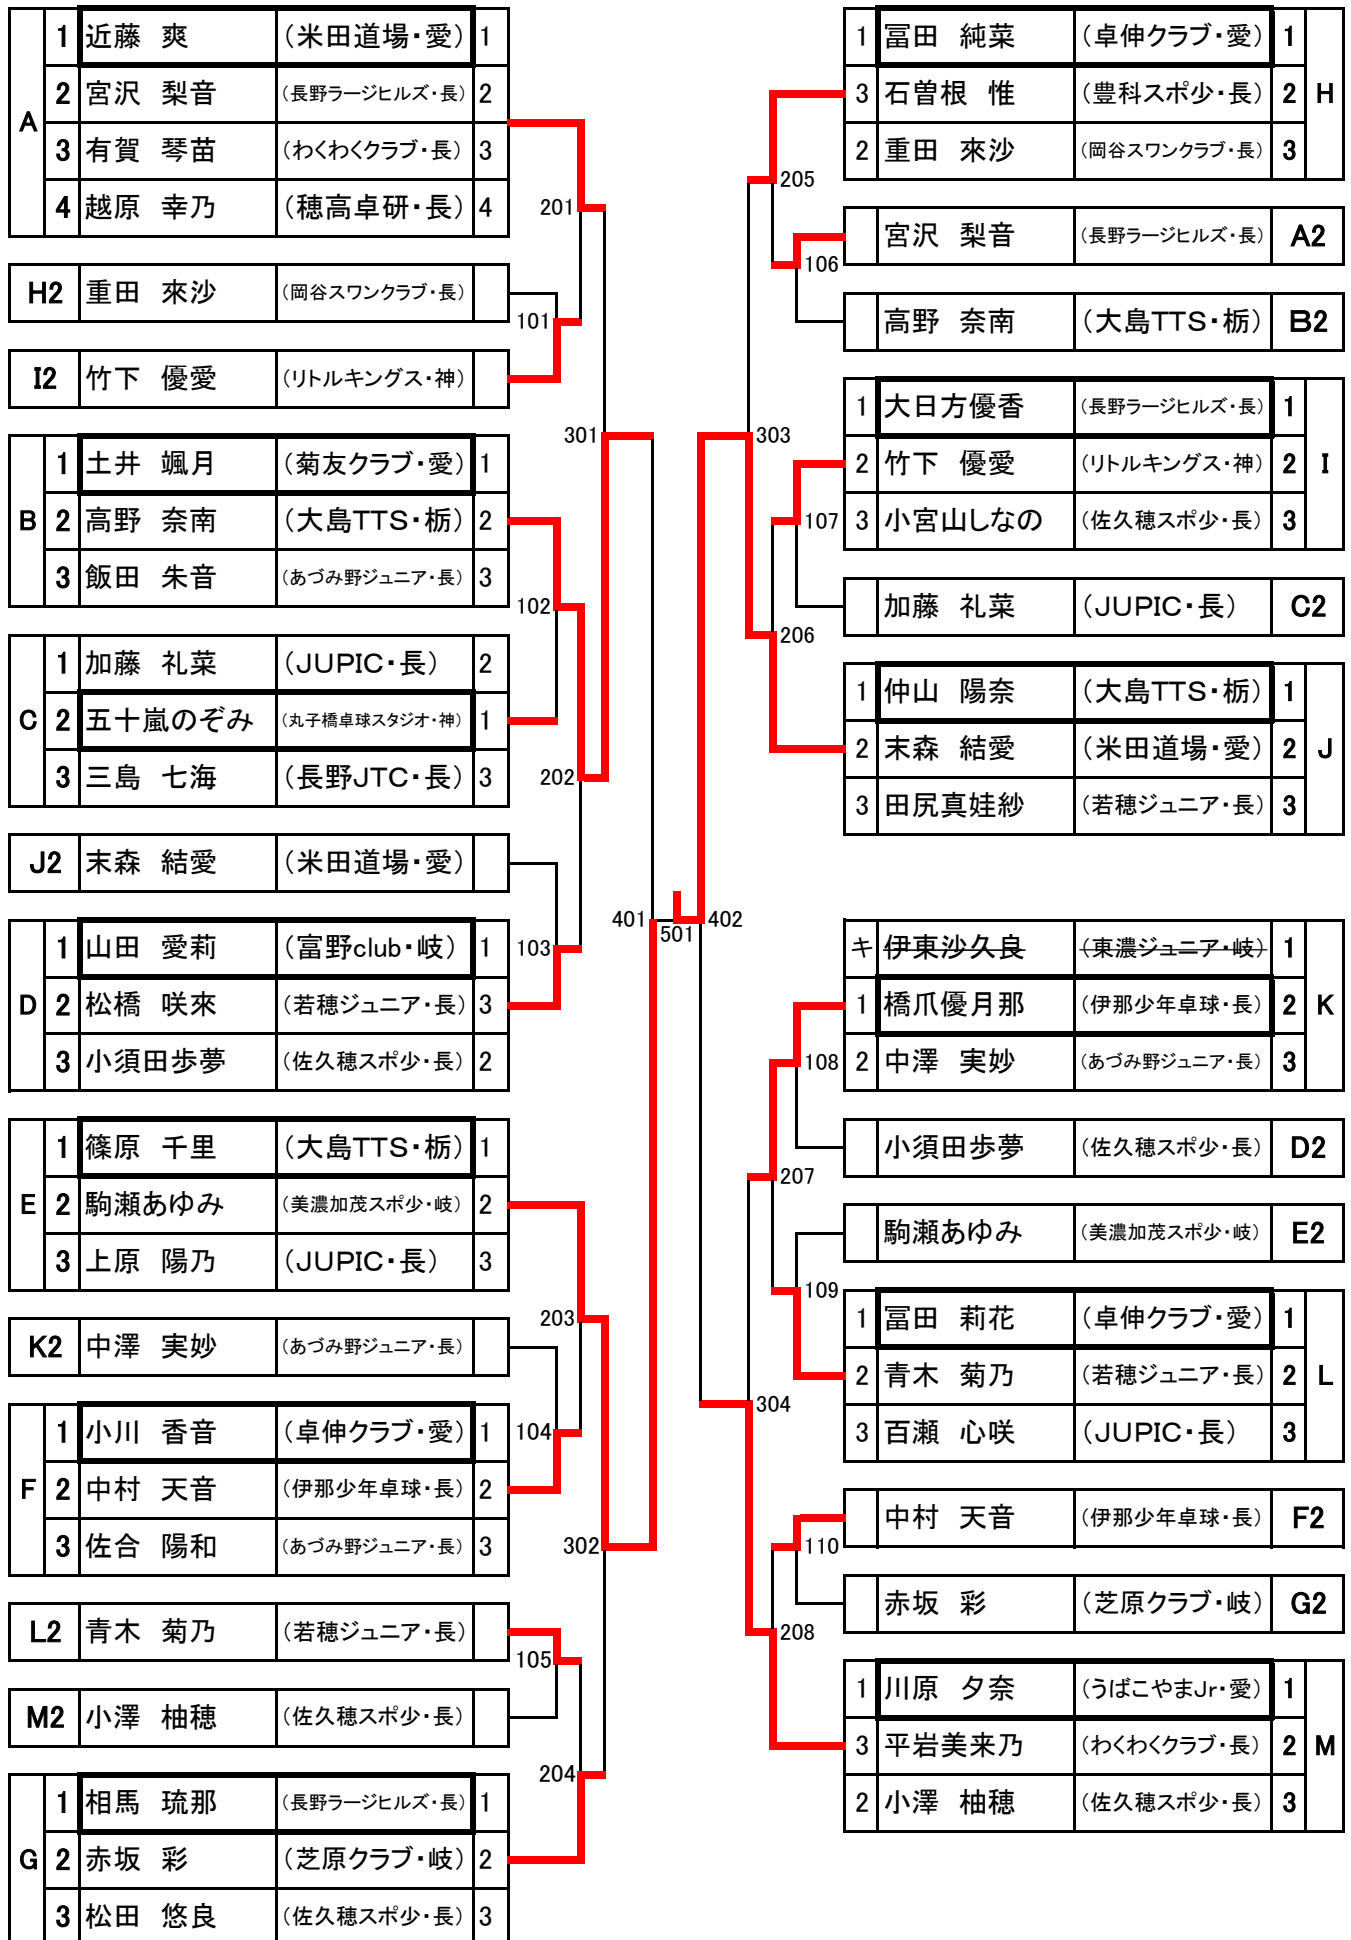 A
1 近藤 爽 (米田道場・愛) 1
2 宮沢 梨音 (長野ラージヒルズ・長) 2
3 有賀 琴苗 (わくわくクラブ・長) 3
4 越原 幸乃 (穂高卓研・長) 4
H2 重田 來沙 (岡谷スワンクラブ・長)
I2 竹下 優愛 (リトルキングス・神)
B
1 土井 颯月 (菊友クラブ・愛) 1
2 高野 奈南 (大島TTS・栃) 2
3 飯田 朱音 (あづみ野ジュニア・長) 3
C
1 加藤 礼菜 (JUPIC・長) 2
2 五十嵐のぞみ (丸子橋卓球スタジオ・神) 1
3 三島 七海 (長野JTC・長) 3
J2 末森 結愛 (米田道場・愛)
D
1 山田 愛莉 (富野club・岐) 1
2 松橋 咲來 (若穂ジュニア・長) 3
3 小須田歩夢 (佐久穂スポ少・長) 2
E
1 篠原 千里 (大島TTS・栃) 1
2 駒瀬あゆみ (美濃加茂スポ少・岐) 2
3 上原 陽乃 (JUPIC・長) 3
K2 中澤 実妙 (あづみ野ジュニア・長)
F
1 小川 香音 (卓伸クラブ・愛) 1
2 中村 天音 (伊那少年卓球・長) 2
3 佐合 陽和 (あづみ野ジュニア・長) 3
L2 青木 菊乃 (若穂ジュニア・長)
M2 小澤 柚穂 (佐久穂スポ少・長)
G
1 相馬 琉那 (長野ラージヒルズ・長) 1
2 赤坂 彩 (芝原クラブ・岐) 2
3 松田 悠良 (佐久穂スポ少・長) 3
201
101
301
102
202
103
401
501
402
203
104
302
105
204
205
106
303
107
206
108
207
109
304
110
208
1 冨田 純菜 (卓伸クラブ・愛) 1
3 石曽根 惟 (豊科スポ少・長) 2
2 重田 來沙 (岡谷スワンクラブ・長) 3
H
宮沢 梨音 (長野ラージヒルズ・長) A2
高野 奈南 (大島TTS・栃) B2
1 大日方優香 (長野ラージヒルズ・長) 1
2 竹下 優愛 (リトルキングス・神) 2
3 小宮山しなの (佐久穂スポ少・長) 3
I
加藤 礼菜 (JUPIC・長) C2
1 仲山 陽奈 (大島TTS・栃) 1
2 末森 結愛 (米田道場・愛) 2
3 田尻真娃紗 (若穂ジュニア・長) 3
J
キ 伊東沙久良 (東濃ジュニア・岐) 1
1 橋爪優月那 (伊那少年卓球・長) 2
2 中澤 実妙 (あづみ野ジュニア・長) 3
K
小須田歩夢 (佐久穂スポ少・長) D2
駒瀬あゆみ (美濃加茂スポ少・岐) E2
1 冨田 莉花 (卓伸クラブ・愛) 1
2 青木 菊乃 (若穂ジュニア・長) 2
3 百瀬 心咲 (JUPIC・長) 3
L
中村 天音 (伊那少年卓球・長) F2
赤坂 彩 (芝原クラブ・岐) G2
1 川原 夕奈 (うばこやまJr・愛) 1
3 平岩美来乃 (わくわくクラブ・長) 2
2 小澤 柚穂 (佐久穂スポ少・長) 3
M